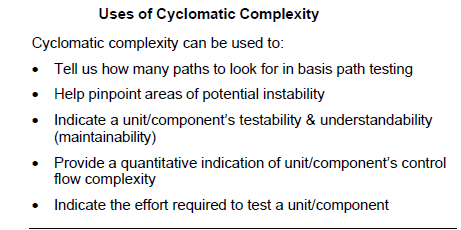 Uses of Cyclomatic Complexity
Cyclomatic complexity can be used to:
• Tell us how many paths to look for in basis path testing
• Help pinpoint areas of potential instability
• Indicate a unit/component's testability & understandability
(maintainability)
• Provide a quantitative indication of unit/component's control
flow complexity
• Indicate the effort required to test a unit/component